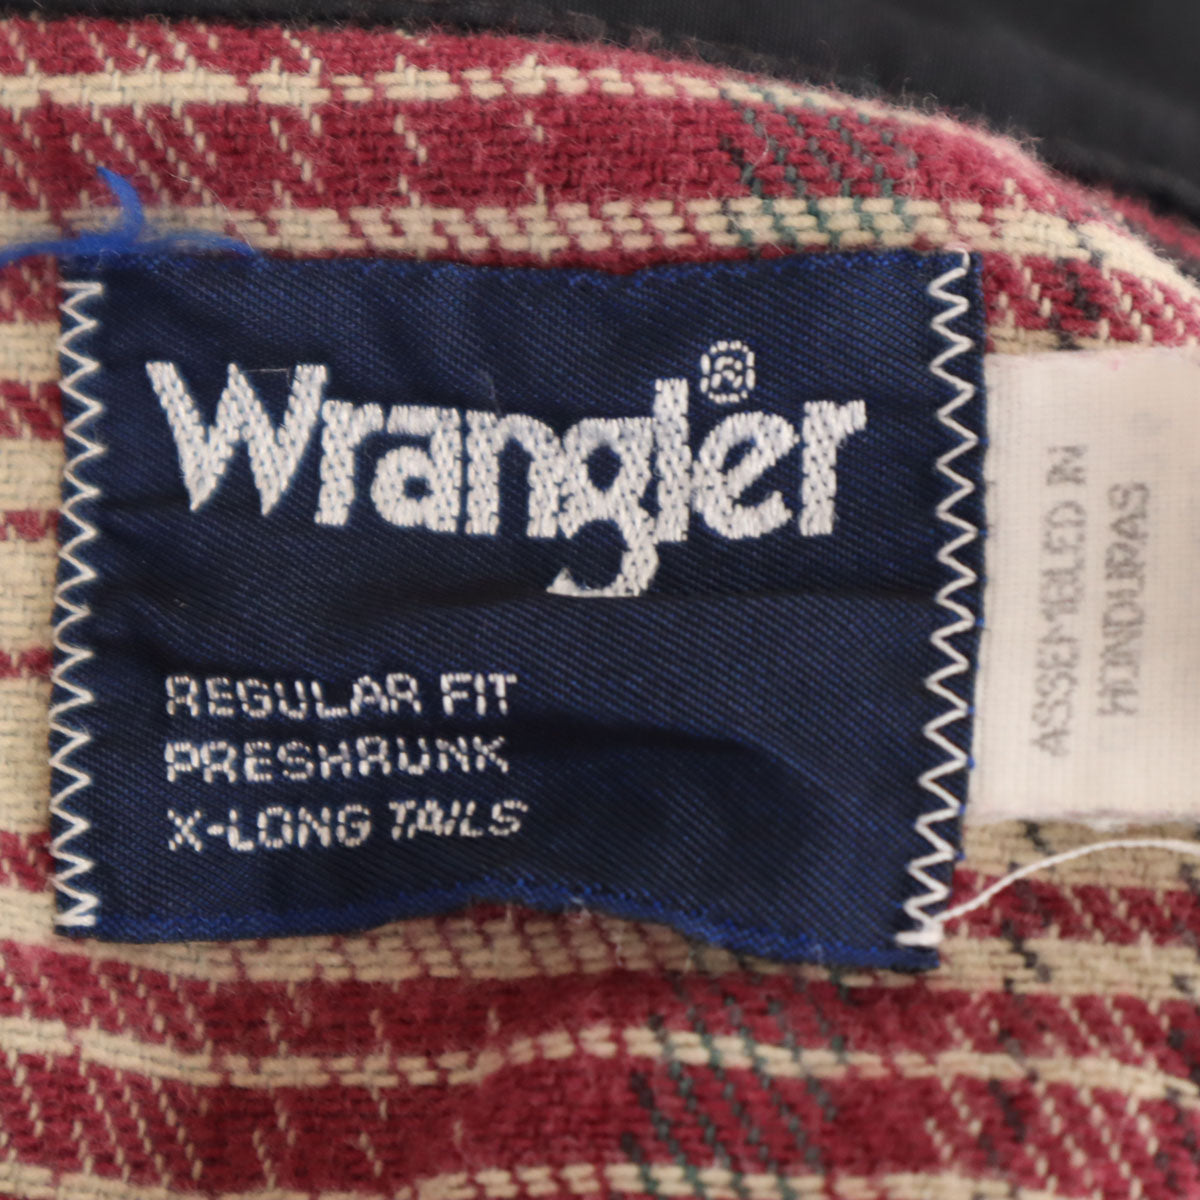 Wrangler®
REGULAR FIT
PRESHRUNK
X-LONG TAILS
ASSEMBLED IN
HONDURAS